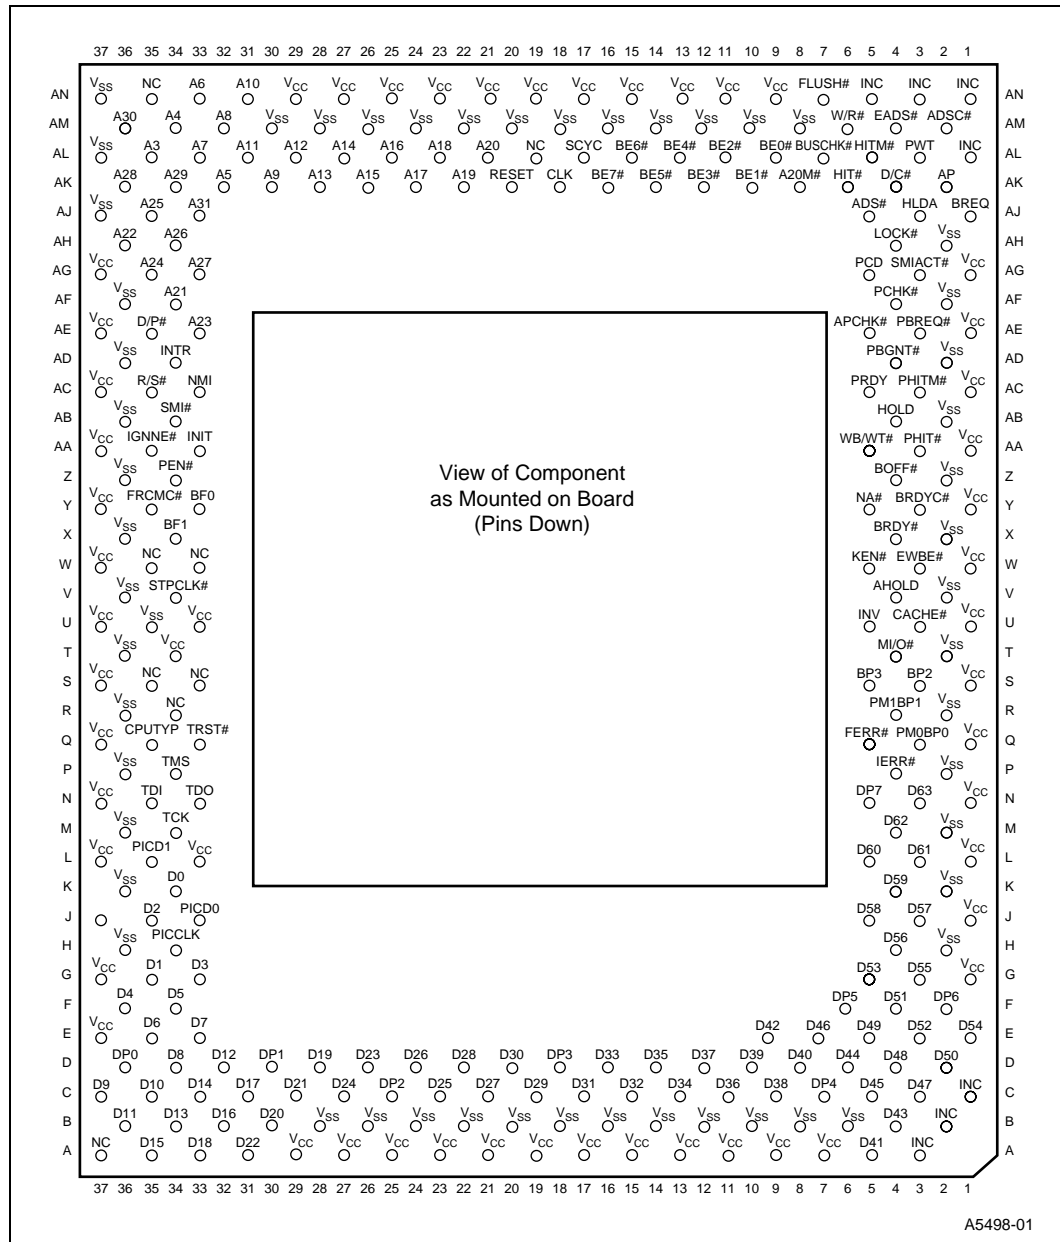 37 36 35 34 33 32 31 30 29 28 27 26 25 24 23 22 21 20 19 18 17 16 15 14 13 12 11 10 9 8 7 6 5 4 3 2 1
AN VSS NC A6 A10 VCC VCC VCC VCC VCC VCC VCC VCC VCC VCC VCC FLUSH# INC INC INC AN
AM A30 A4 A8 VSS VSS VSS VSS VSS VSS VSS VSS VSS VSS VSS VSS W/R# EADS# ADSC# AM
AL VSS A3 A7 A11 A12 A14 A16 A18 A20 NC SCYC BE6# BE4# BE2# BE0# BUSCHK# HITM# PWT INC AL
AK A28 A29 A5 A9 A13 A15 A17 A19 RESET CLK BE7# BE5# BE3# BE1# A20M# HIT# D/C# AP AK
AJ VSS A25 A31 ADS# HLDA BREQ AJ
AH A22 A26 LOCK# VSS AH
AG VCC A24 A27 PCD SMIACT# VCC AG
AF VSS A21 PCHK# VSS AF
AE VCC D/P# A23 APCHK# PBREQ# VCC AE
AD VSS INTR PBGNT# VSS AD
AC VCC R/S# NMI PRDY PHITM# VCC AC
AB VSS SMI# HOLD VSS AB
AA VCC IGNNE# INIT WB/WT# PHIT# VCC AA
Z VSS PEN# BOFF# VSS Z
Y VCC FRCMC# BF0 NA# BRDYC# VCC Y
X VSS BF1 BRDY# VSS X
W VCC NC NC KEN# EWBE# VCC W
V VSS STPCLK# AHOLD VSS V
U VCC VSS VCC INV CACHE# VCC U
T VSS VCC MI/O# VSS T
S VCC NC NC BP3 BP2 VCC S
R VSS NC PM1BP1 VSS R
Q VCC CPUTYP TRST# FERR# PM0BP0 VCC Q
P VSS TMS IERR# VSS P
N VCC TDI TDO DP7 D63 VCC N
M VSS TCK D62 VSS M
L VCC PICD1 VCC D60 D61 VCC L
K VSS D0 D59 VSS K
J D2 PICD0 D58 D57 VCC J
H VSS PICCLK D56 VSS H
G VCC D1 D3 D53 D55 VCC G
F D4 D5 DP5 D51 DP6 F
E VCC D6 D7 D42 D46 D49 D52 D54 E
D DP0 D8 D12 DP1 D19 D23 D26 D28 D30 DP3 D33 D35 D37 D39 D40 D44 D48 D50 D
C D9 D10 D14 D17 D21 D24 DP2 D25 D27 D29 D31 D32 D34 D36 D38 DP4 D45 D47 INC C
B D11 D13 D16 D20 VSS VSS VSS VSS VSS VSS VSS VSS VSS VSS VSS VSS D43 INC B
A NC D15 D18 D22 VCC VCC VCC VCC VCC VCC VCC VCC VCC VCC VCC VCC D41 INC A
37 36 35 34 33 32 31 30 29 28 27 26 25 24 23 22 21 20 19 18 17 16 15 14 13 12 11 10 9 8 7 6 5 4 3 2 1
View of Component
as Mounted on Board
(Pins Down)
A5498-01